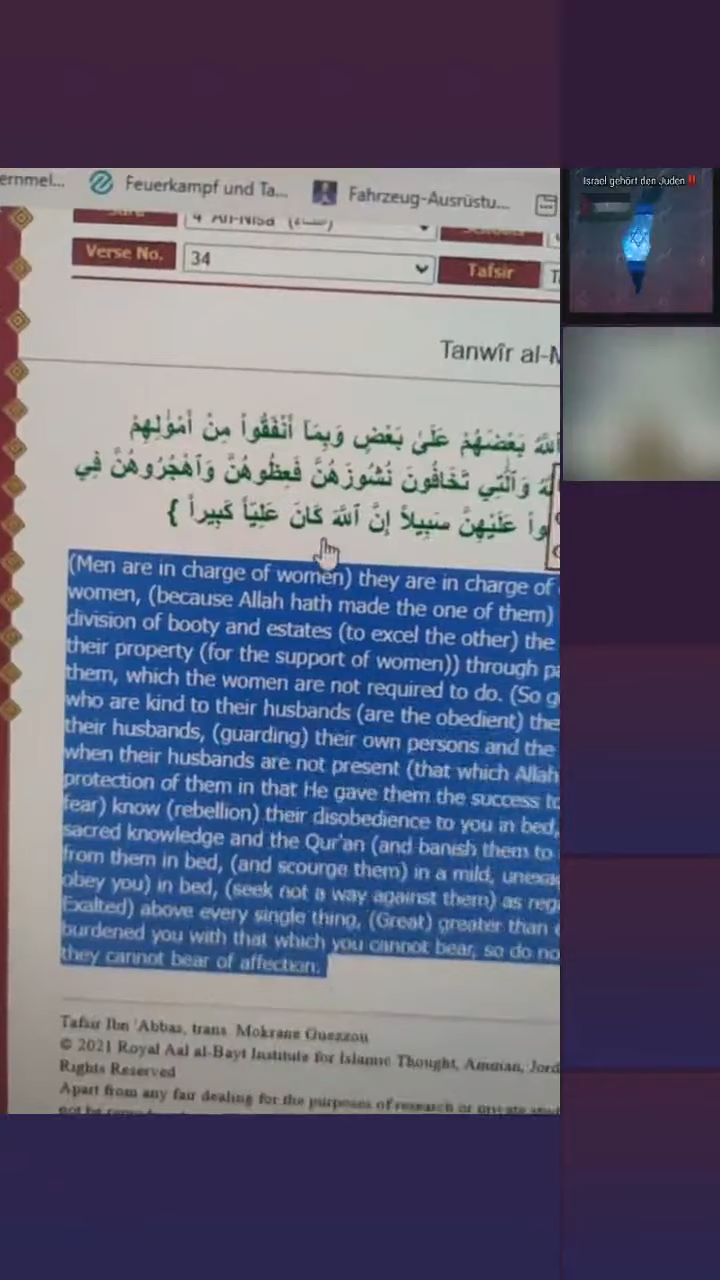 ernmel...
Feuerkampf und Ta...
Fahrzeug-Ausrüstu...
4 An-Nisa
Verse No.
34
Tafsir
Israel gehört den Juden‼
Tanwîr al-M
بَعْضَهُمْ عَلَىٰ بَعْضٍ وَبِمَآ أَنْفَقُواْ مِنْ أَمْوَٰلِهِمْ
وَٱلَّٰتِي تَخَافُونَ نُشُوزَهُنَّ فَعِظُوهُنَّ وَٱهْجُرُوهُنَّ فِي
عَلَيْهِنَّ سَبِيلاً إِنَّ ٱللَّهَ كَانَ عَلِيّاً كَبِيراً }
(Men are in charge of women) they are in charge of
women, (because Allah hath made the one of them)
division of booty and estates (to excel the other) the
their property (for the support of women)) through pa
them, which the women are not required to do. (So g
who are kind to their husbands (are the obedient) the
their husbands, (guarding) their own persons and the
when their husbands are not present (that which Allah
protection of them in that He gave them the success to
fear) know (rebellion) their disobedience to you in bed,
sacred knowledge and the Qur'an (and banish them to
from them in bed, (and scourge them) in a mild, unexa
obey you) in bed, (seek not a way against them) as reg
Exalted) above every single thing, (Great) greater than
burdened you with that which you cannot bear, so do no
they cannot bear of affection.
Tafsir Ibn 'Abbas, trans. Mokrane Guezzou
© 2021 Royal Aal al-Bayt Institute for Islamic Thought, Amman, Jord
Rights Reserved
Apart from any fair dealing for the purposes of research or private stud